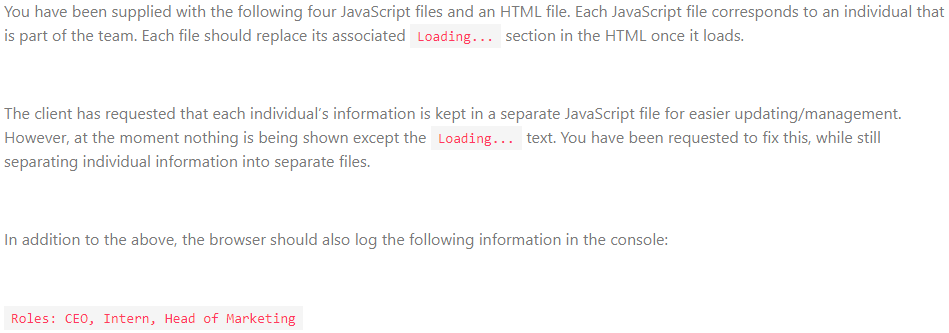 You have been supplied with the following four JavaScript files and an HTML file. Each JavaScript file corresponds to an individual that
is part of the team. Each file should replace its associated Loading... section in the HTML once it loads.
The client has requested that each individual's information is kept in a separate JavaScript file for easier updating/management.
However, at the moment nothing is being shown except the Loading... text. You have been requested to fix this, while still
separating individual information into separate files.
In addition to the above, the browser should also log the following information in the console:
Roles: CEO, Intern, Head of Marketing